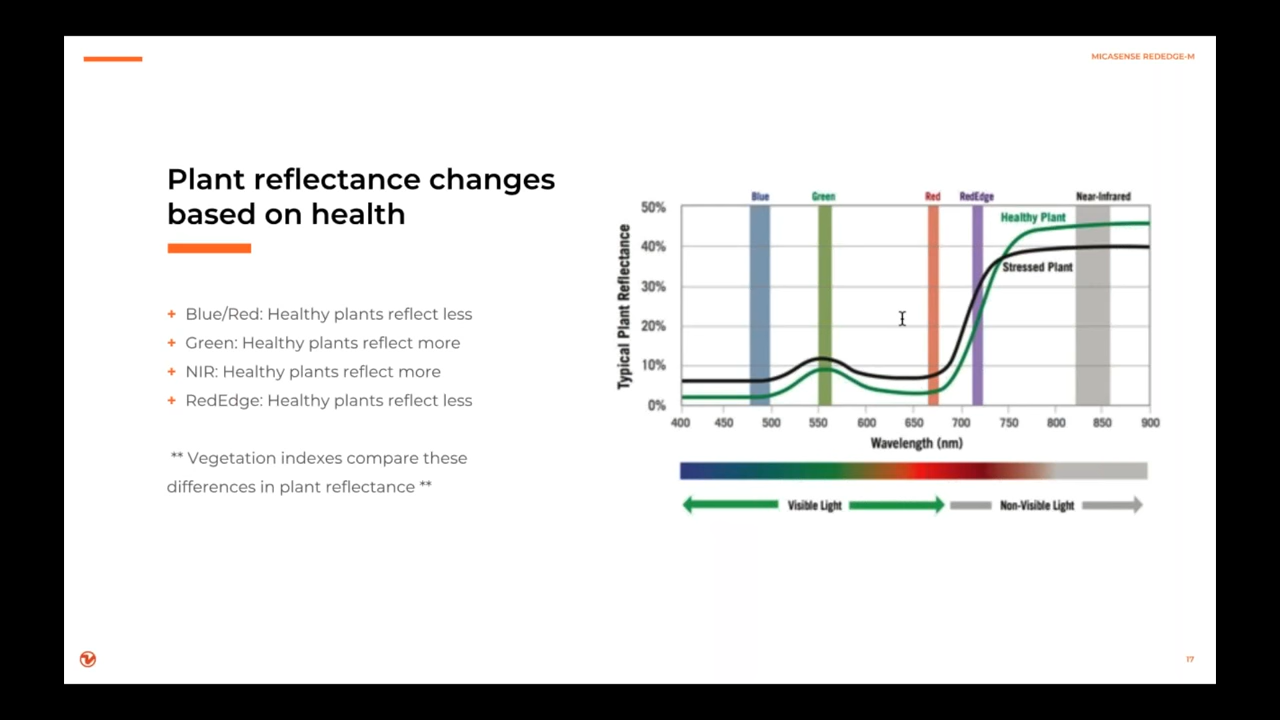 MICASENSE REDEDGE-M
Plant reflectance changes
based on health
+ Blue/Red: Healthy plants reflect less
+ Green: Healthy plants reflect more
+ NIR: Healthy plants reflect more
+ RedEdge: Healthy plants reflect less
** Vegetation indexes compare these
differences in plant reflectance **
Blue Green Red RedEdge Near-Infrared
Typical Plant Reflectance
50%
40%
30%
20%
10%
0%
Healthy Plant
Stressed Plant
400 450 500 550 600 650 700 750 800 850 900
Wavelength (nm)
Visible Light Non-Visible Light
17